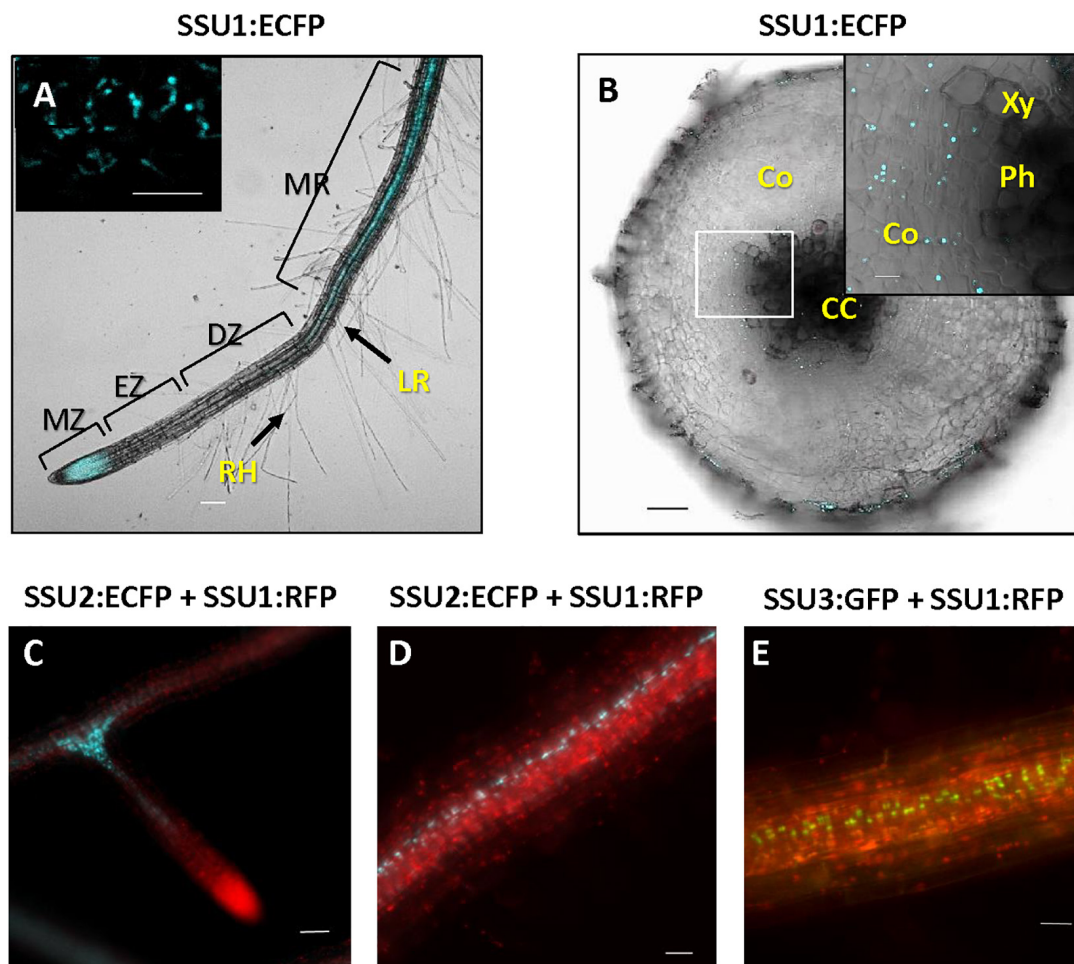 SSU1:ECFP
SSU1:ECFP
A
MR
DZ
EZ
MZ
LR
RH
B
Co
CC
Xy
Ph
Co
SSU2:ECFP + SSU1:RFP
SSU2:ECFP + SSU1:RFP
SSU3:GFP + SSU1:RFP
C
D
E